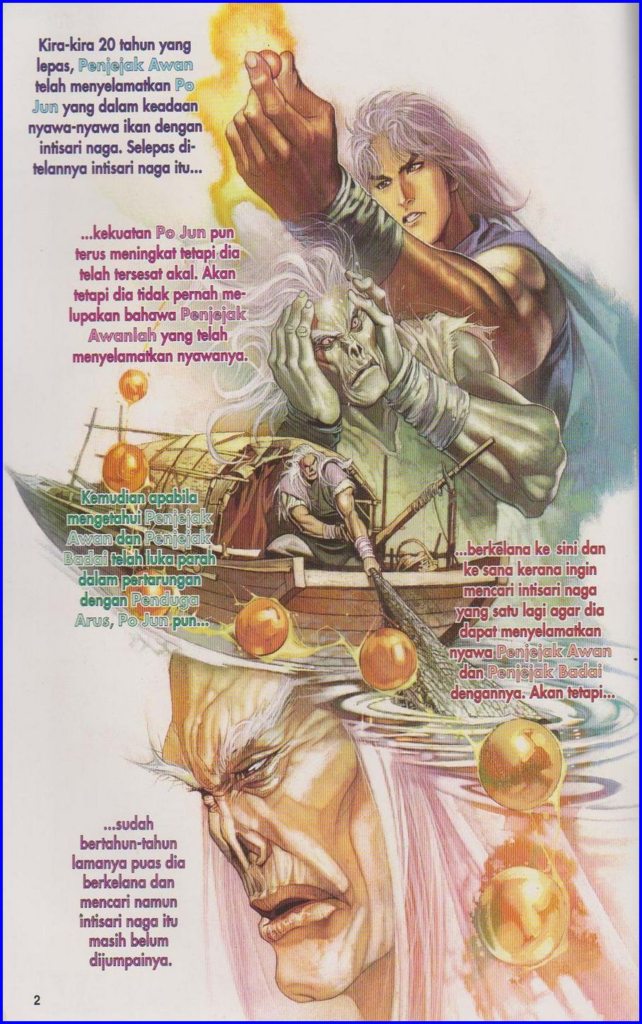 Kira-kira 20 tahun yang
lepas, Penjejak Awan
telah menyelamatkan Po
Jun yang dalam keadaan
nyawa-nyawa ikan dengan
intisari naga. Selepas di-
telannya intisari naga itu...
...kekuatan Po Jun pun
terus meningkat tetapi dia
telah tersesat akal. Akan
tetapi dia tidak pernah me-
lupakan bahawa Penjejak
Awanlah yang telah
menyelamatkan nyawanya.
Kemudian apabila
mengetahui Penjejak
Awan dan Penjejak
Badai telah luka parah
dalam pertarungan
dengan Penduga
Arus, Po Jun pun...
...berkelana ke sini dan
ke sana kerana ingin
mencari intisari naga
yang satu lagi agar dia
dapat menyelamatkan
nyawa Penjejak Awan
dan Penjejak Badai
dengannya. Akan tetapi...
...sudah
bertahun-tahun
lamanya puas dia
berkelana dan
mencari namun
intisari naga itu
masih belum
dijumpainya.
2